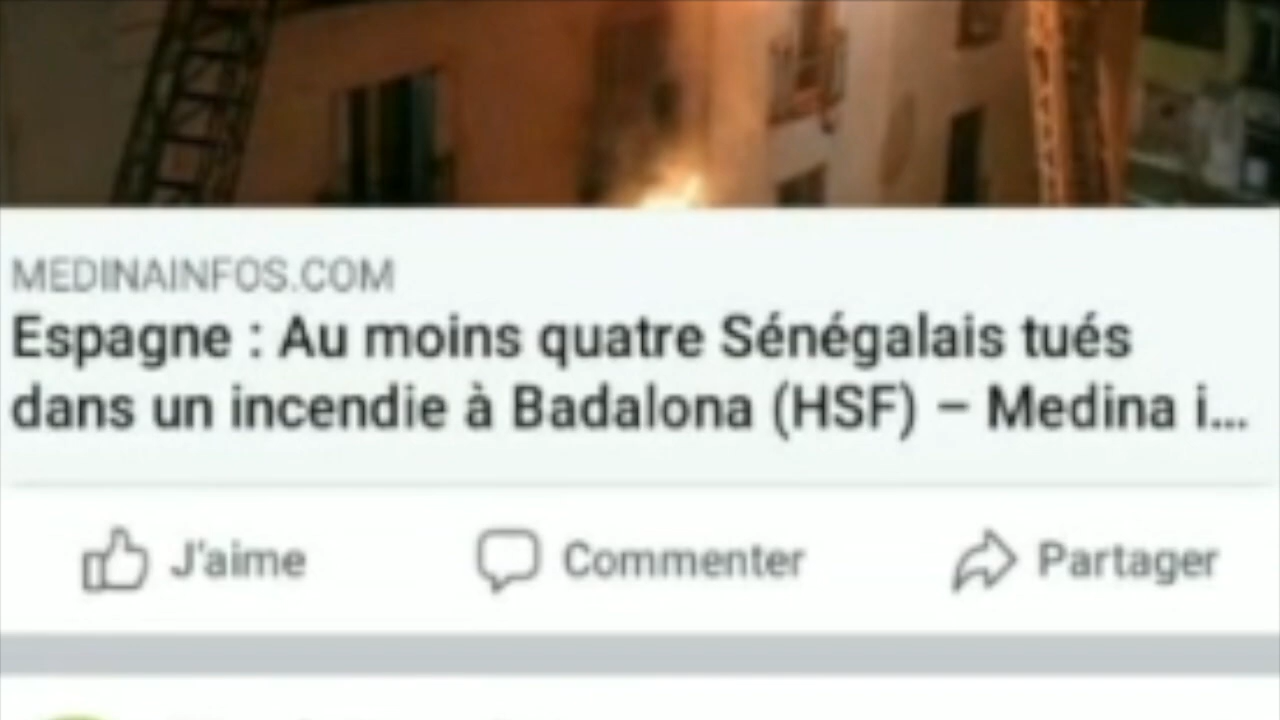 MEDINAINFOS.COM
Espagne : Au moins quatre Sénégalais tués
dans un incendie à Badalona (HSF) – Medina i...
J'aime
Commenter
Partager